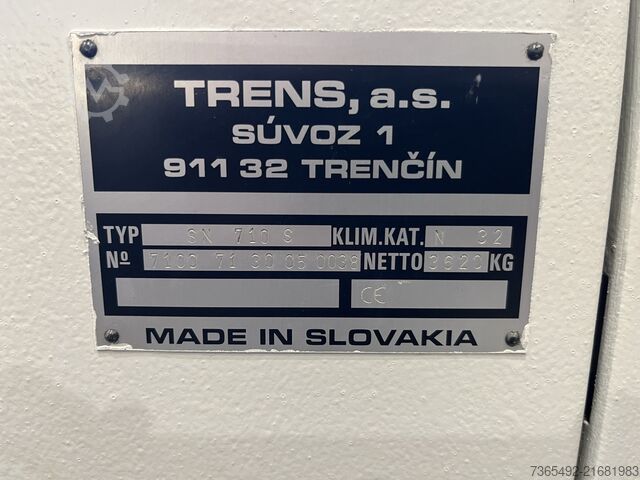 TRENS, a.s.
SÚVOZ 1
911 32 TRENČÍN
TYP SN 710 S KLIM.KAT. N 32
Nº 7100 71 30 05 0038 NETTO 3620 KG
CE
MADE IN SLOVAKIA
7365492-21681983